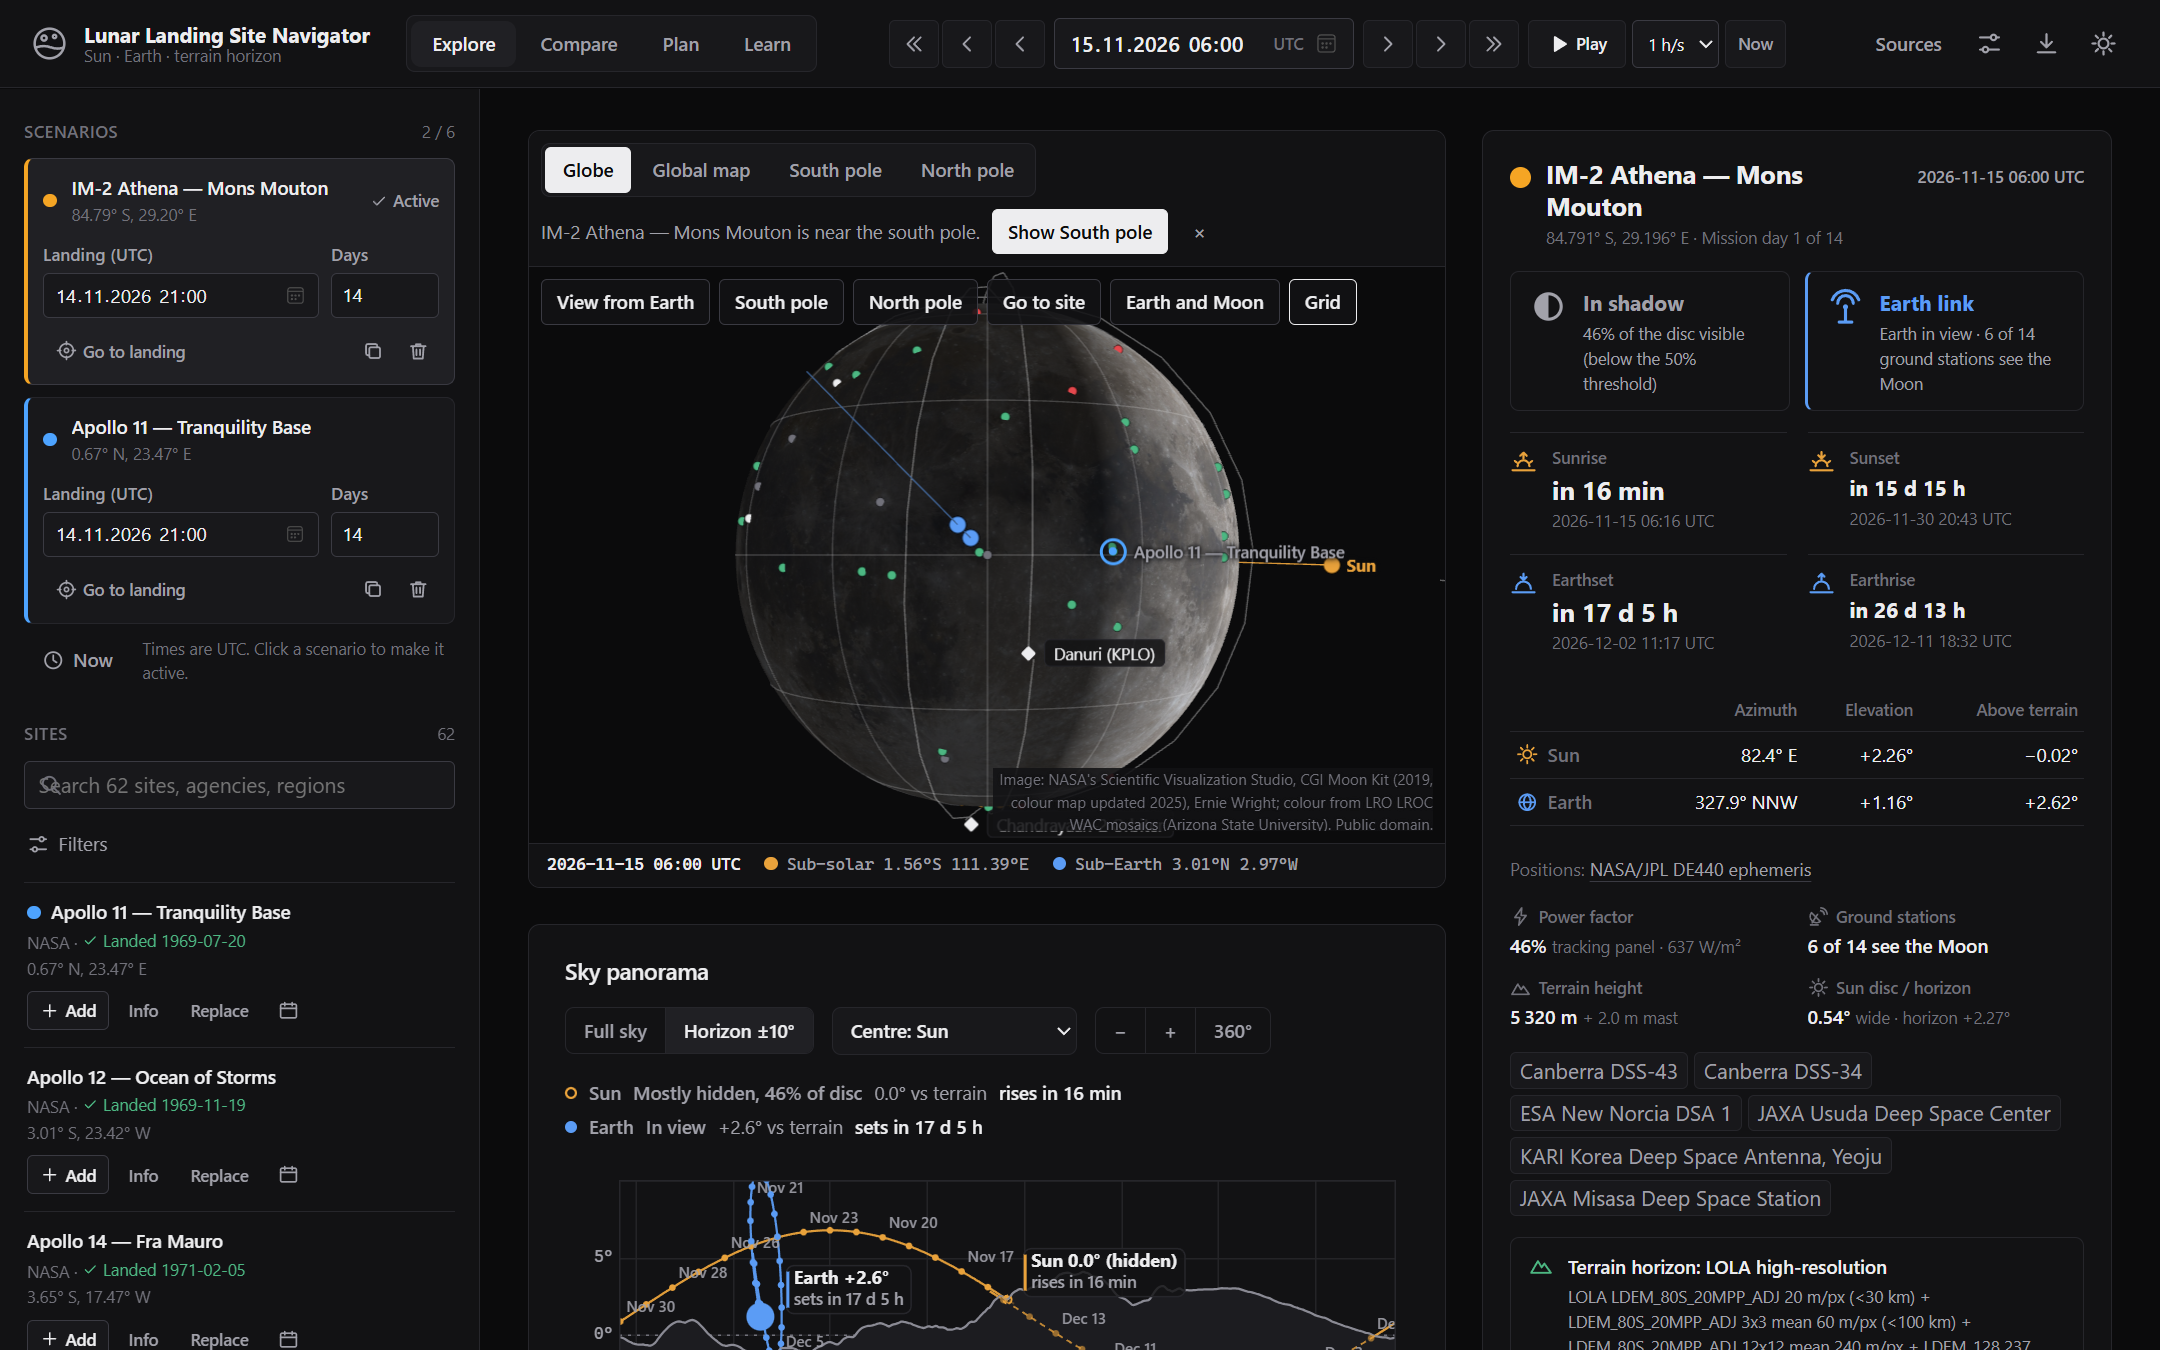 Lunar Landing Site Navigator
Sun · Earth · terrain horizon
Explore
Compare
Plan
Learn
15.11.2026 06:00 UTC
Play
1 h/s
Now
Sources
SCENARIOS
2 / 6
IM-2 Athena — Mons Mouton
84.79° S, 29.20° E
Active
Landing (UTC)
Days
14.11.2026 21:00
14
Go to landing
Apollo 11 — Tranquility Base
0.67° N, 23.47° E
Landing (UTC)
Days
14.11.2026 21:00
14
Go to landing
Now
Times are UTC. Click a scenario to make it
active.
SITES
62
Search 62 sites, agencies, regions
Filters
Apollo 11 — Tranquility Base
NASA · ✓ Landed 1969-07-20
0.67° N, 23.47° E
+ Add
Info
Replace
Apollo 12 — Ocean of Storms
NASA · ✓ Landed 1969-11-19
3.01° S, 23.42° W
+ Add
Info
Replace
Apollo 14 — Fra Mauro
NASA · ✓ Landed 1971-02-05
3.65° S, 17.47° W
+ Add
Info
Replace
Globe
Global map
South pole
North pole
IM-2 Athena — Mons Mouton is near the south pole.
Show South pole
×
View from Earth
South pole
North pole
Go to site
Earth and Moon
Grid
Apollo 11 — Tranquility Base
Sun
Danuri (KPLO)
Image: NASA's Scientific Visualization Studio, CGI Moon Kit (2019,
colour map updated 2025), Ernie Wright; colour from LRO LROC
WAC mosaics (Arizona State University). Public domain.
2026-11-15 06:00 UTC
Sub-solar 1.56°S 111.39°E
Sub-Earth 3.01°N 2.97°W
Sky panorama
Full sky
Horizon ±10°
Centre: Sun
−
+
360°
Sun Mostly hidden, 46% of disc 0.0° vs terrain rises in 16 min
Earth In view +2.6° vs terrain sets in 17 d 5 h
Nov 21
Nov 23
Nov 20
Nov 26
Nov 17
Nov 28
Nov 30
5°
0°
Sun 0.0° (hidden)
rises in 16 min
Earth +2.6°
sets in 17 d 5 h
Dec 13
Dec 5
Dec 11
IM-2 Athena — Mons
Mouton
2026-11-15 06:00 UTC
84.791° S, 29.196° E · Mission day 1 of 14
In shadow
46% of the disc visible
(below the 50%
threshold)
Earth link
Earth in view · 6 of 14
ground stations see the
Moon
Sunrise
in 16 min
2026-11-15 06:16 UTC
Sunset
in 15 d 15 h
2026-11-30 20:43 UTC
Earthset
in 17 d 5 h
2026-12-02 11:17 UTC
Earthrise
in 26 d 13 h
2026-12-11 18:32 UTC
Azimuth
Elevation
Above terrain
Sun
82.4° E
+2.26°
−0.02°
Earth
327.9° NNW
+1.16°
+2.62°
Positions: NASA/JPL DE440 ephemeris
Power factor
46% tracking panel · 637 W/m²
Ground stations
6 of 14 see the Moon
Terrain height
5 320 m + 2.0 m mast
Sun disc / horizon
0.54° wide · horizon +2.27°
Canberra DSS-43
Canberra DSS-34
ESA New Norcia DSA 1
JAXA Usuda Deep Space Center
KARI Korea Deep Space Antenna, Yeoju
JAXA Misasa Deep Space Station
Terrain horizon: LOLA high-resolution
LOLA LDEM_80S_20MPP_ADJ 20 m/px (<30 km) +
LDEM_80S_20MPP_ADJ 3x3 mean 60 m/px (<100 km) +
LDEM_80S_20MPP_ADJ 12x12 mean 240 m/px + LDEM_128 237